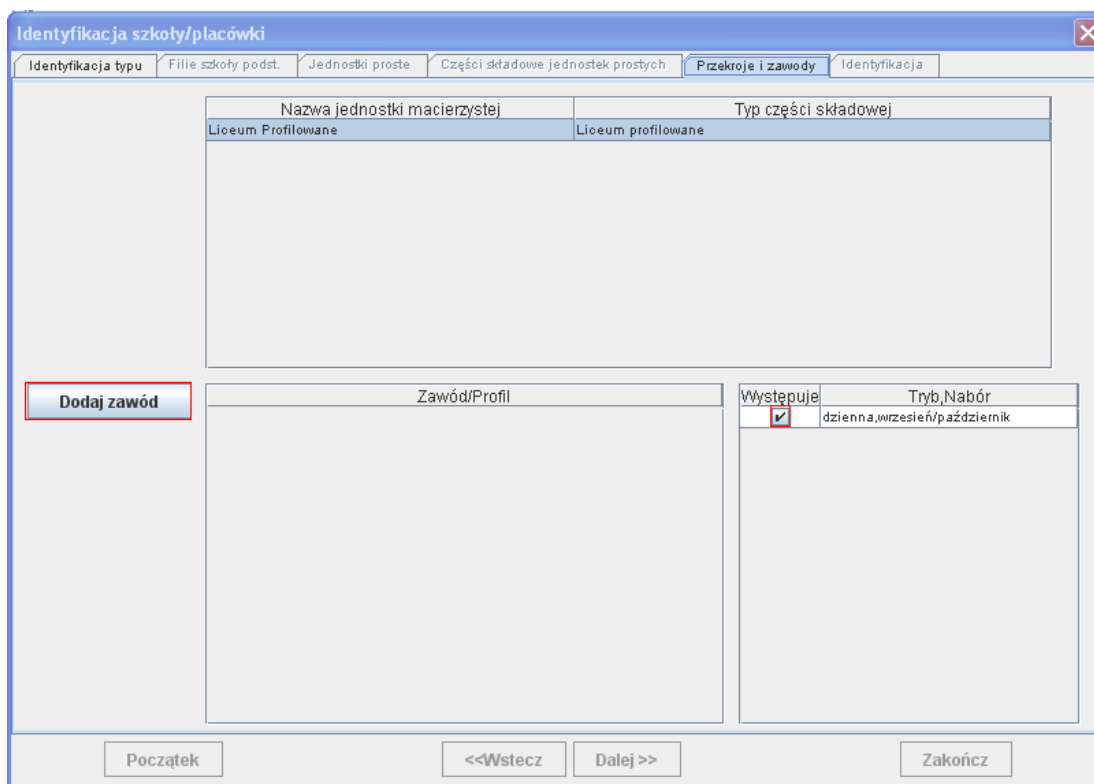 Identyfikacja szkoły/placówki
Identyfikacja typu Filie szkoły podst. Jednostki proste Części składowe jednostek prostych Przekroje i zawody Identyfikacja
Nazwa jednostki macierzystej Typ części składowej
Liceum Profilowane Liceum profilowane
Dodaj zawód Zawód/Profil Występuje Tryb,Nabór
dzienna,wrzesień/październik
Początek <<Wstecz Dalej >> Zakończ